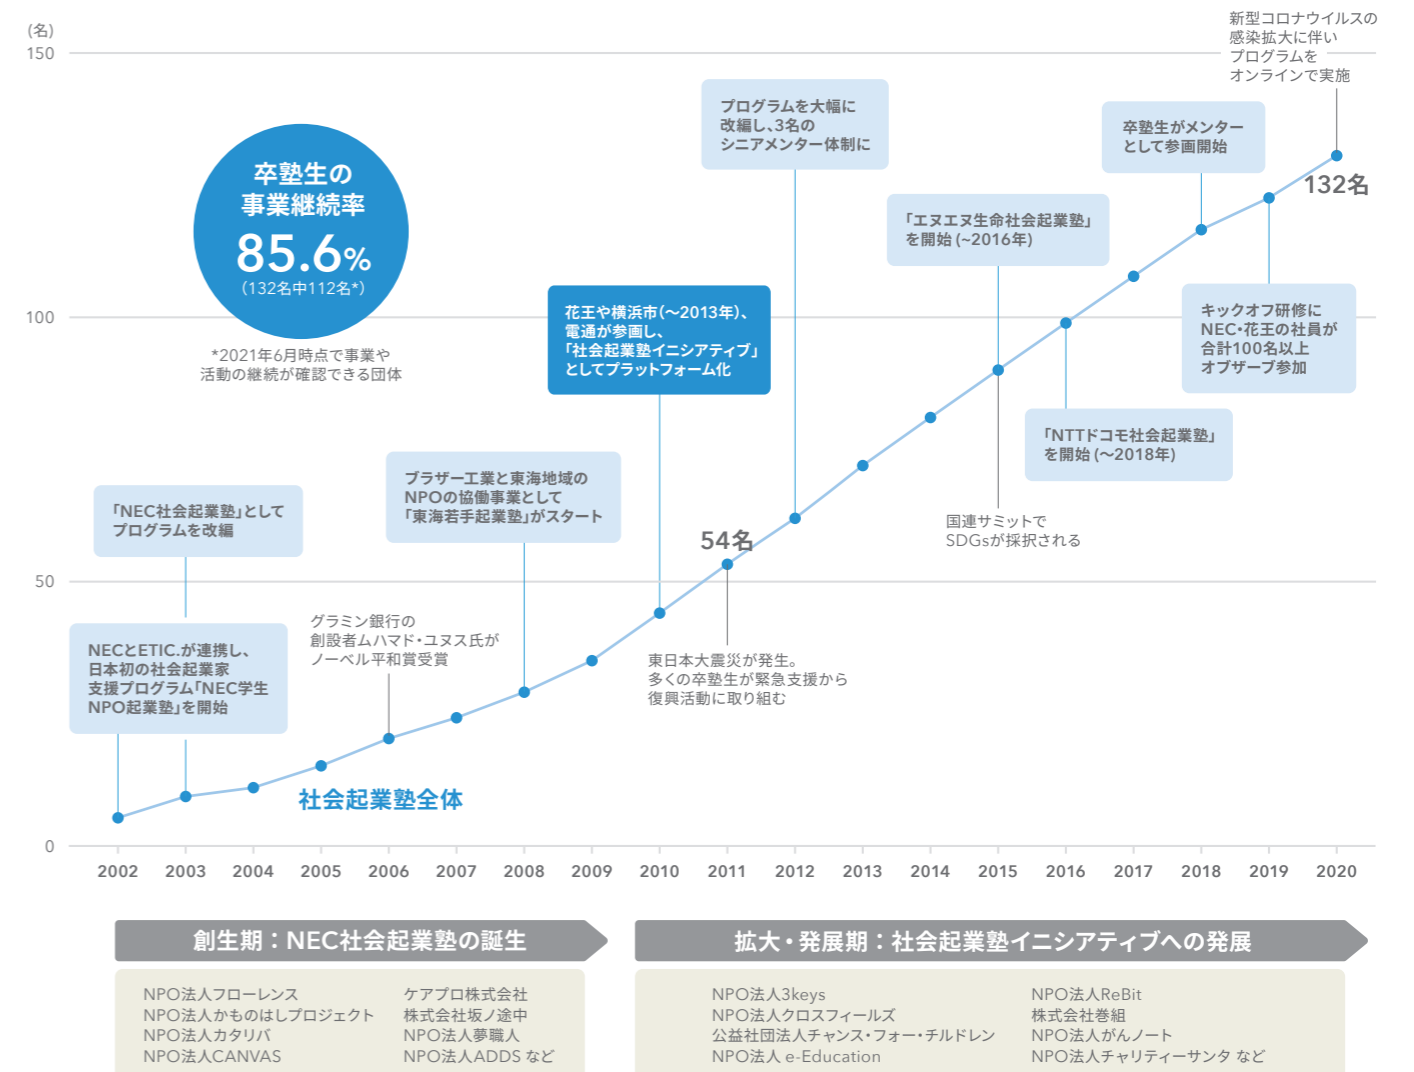 (名)
150
100
50
0
卒塾生の
事業継続率
85.6%
（132名中112名*）
*2021年6月時点で事業や
活動の継続が確認できる団体
「NEC社会起業塾」として
プログラムを改編
NECとETIC.が連携し、
日本初の社会起業家
支援プログラム「NEC学生
NPO起業塾」を開始
グラミン銀行の
創設者ムハマド・ユヌス氏が
ノーベル平和賞受賞
ブラザー工業と東海地域の
NPOの協働事業として
「東海若手起業塾」がスタート
花王や横浜市（〜2013年）、
電通が参画し、
「社会起業塾イニシアティブ」
としてプラットフォーム化
54名
東日本大震災が発生。
多くの卒塾生が緊急支援から
復興活動に取り組む
プログラムを大幅に
改編し、3名の
シニアメンター体制に
「エヌエヌ生命社会起業塾」
を開始 (~2016年)
国連サミットで
SDGsが採択される
「NTTドコモ社会起業塾」
を開始 (〜2018年)
卒塾生がメンター
として参画開始
キックオフ研修に
NEC・花王の社員が
合計100名以上
オブザーブ参加
新型コロナウイルスの
感染拡大に伴い
プログラムを
オンラインで実施
132名
社会起業塾全体
2002 2003 2004 2005 2006 2007 2008 2009 2010 2011 2012 2013 2014 2015 2016 2017 2018 2019 2020
創生期：NEC社会起業塾の誕生
NPO法人フローレンス
NPO法人かものはしプロジェクト
NPO法人カタリバ
NPO法人CANVAS
ケアプロ株式会社
株式会社坂ノ途中
NPO法人夢職人
NPO法人ADDS など
拡大・発展期：社会起業塾イニシアティブへの発展
NPO法人3keys
NPO法人クロスフィールズ
公益社団法人チャンス・フォー・チルドレン
NPO法人 e-Education
NPO法人ReBit
株式会社巻組
NPO法人がんノート
NPO法人チャリティーサンタ など